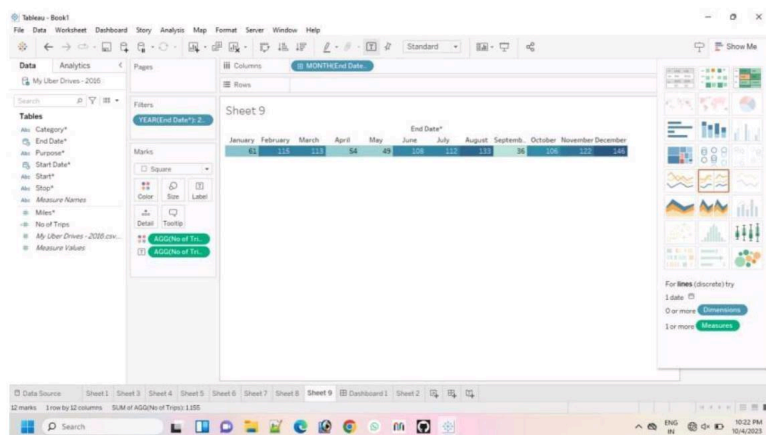 Tableau - Book1
File Data Worksheet Dashboard Story Analysis Map Format Server Window Help
Standard
Show Me
Data Analytics
My Uber Drives - 2016
Search
Tables
Abc Category*
End Date*
Abc Purpose*
Start Date*
Abc Start*
Abc Stop*
Abc Measure Names
Miles*
No of Trips
My Uber Drives - 2016.csv...
Measure Values
Pages
Filters
YEAR(End Date*): 2..
Marks
Square
Color Size Label
Detail Tooltip
AGG(No of Tri..
AGG(No of Tri..
Columns MONTH(End Date..
Rows
Sheet 9
End Date*
January February March April May June July August Septemb.. October November December
61 115 113 54 49 108 112 133 36 106 122 146
For lines (discrete) try
1 date
0 or more Dimensions
1 or more Measures
Data Source Sheet 1 Sheet 3 Sheet 4 Sheet 5 Sheet 6 Sheet 7 Sheet 8 Sheet 9 Dashboard 1 Sheet 2
12 marks 1 row by 12 columns SUM of AGG(No of Trips): 1,155
Search
ENG
IN
10:22 PM
10/4/2023